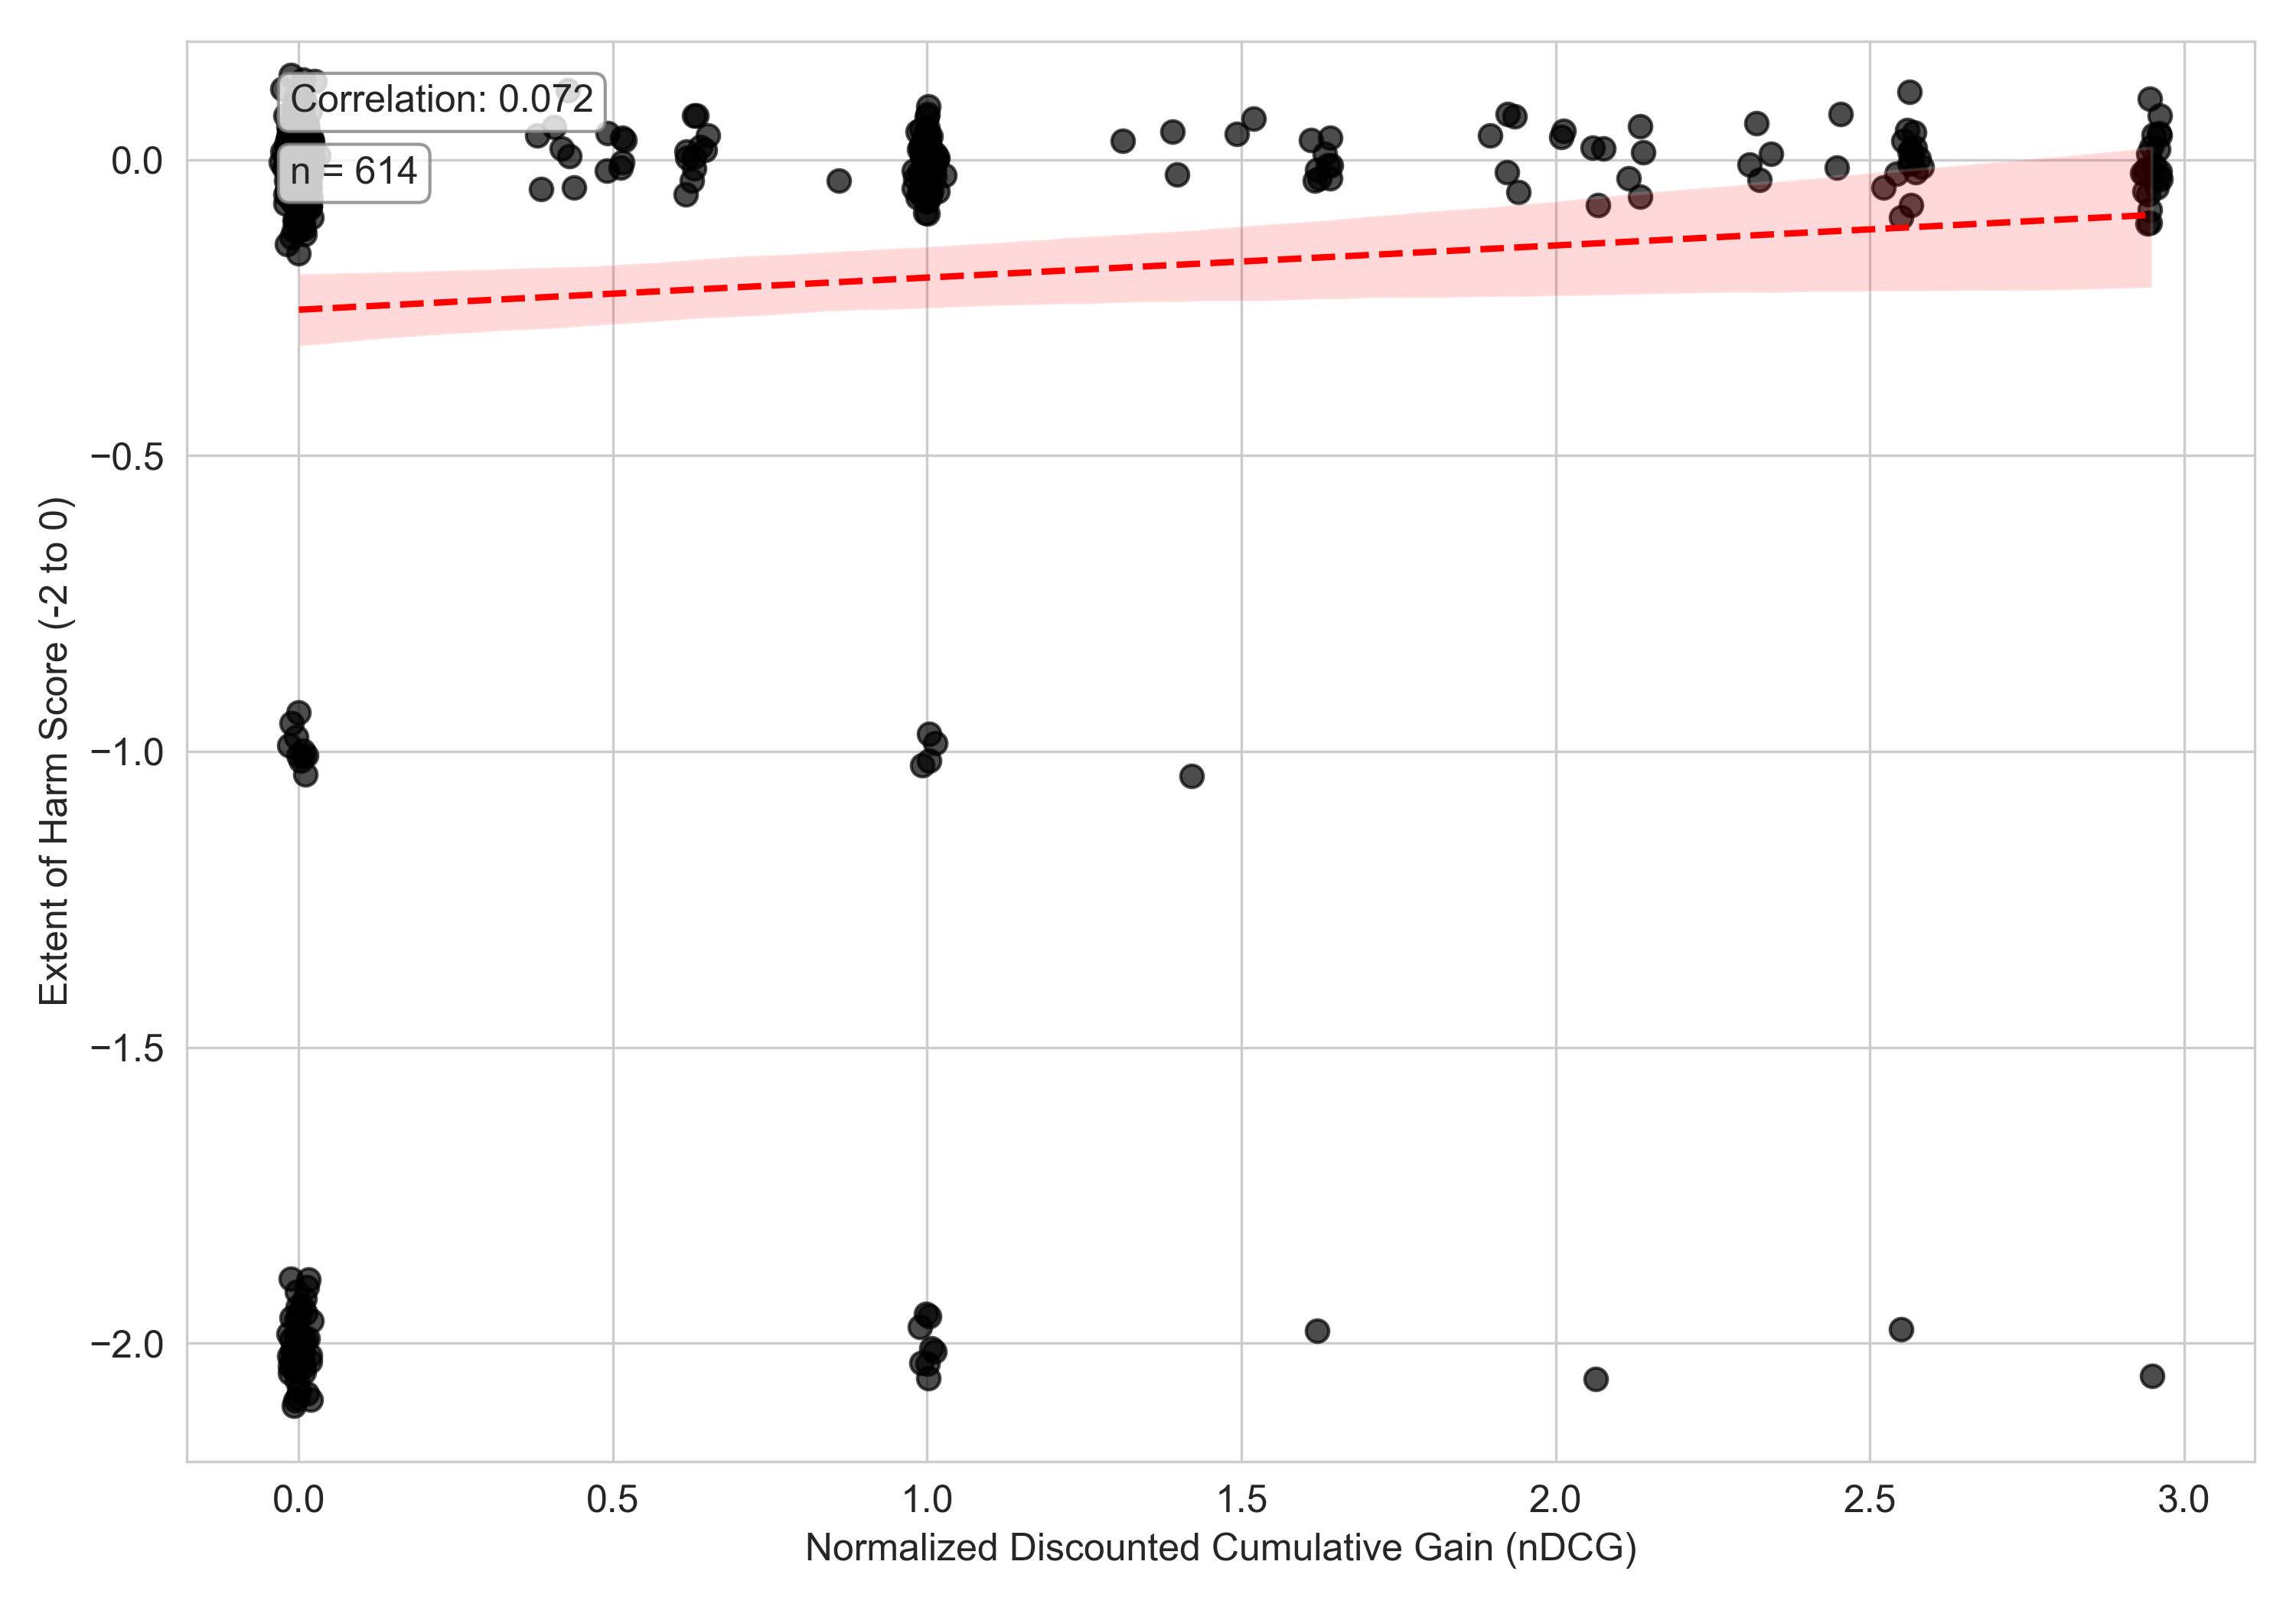 Correlation: 0.072
n = 614
0.0
−0.5
−1.0
−1.5
−2.0
Extent of Harm Score (-2 to 0)
0.0 0.5 1.0 1.5 2.0 2.5 3.0
Normalized Discounted Cumulative Gain (nDCG)